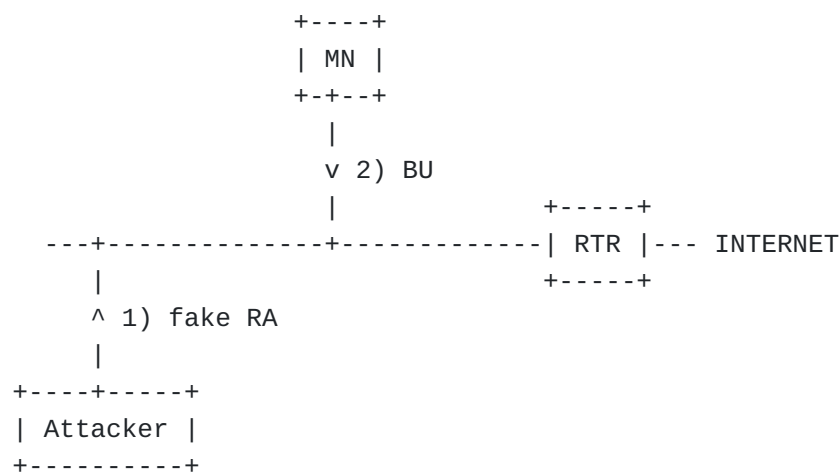 +----+
| MN |
+-+--+
|
v 2) BU
| +-----+
---+--------------+-------------| RTR |--- INTERNET
| +-----+
^ 1) fake RA
|
+----+-----+
| Attacker |
+----------+